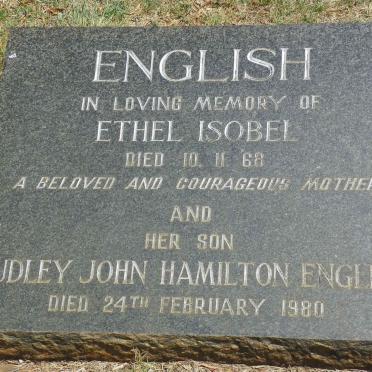 ENGLISH
IN LOVING MEMORY OF
ETHEL ISOBEL
DIED 10. 11. 68
A BELOVED AND COURAGEOUS MOTHER
AND
HER SON
UDLEY JOHN HAMILTON ENGLI
DIED 24TH FEBRUARY 1980